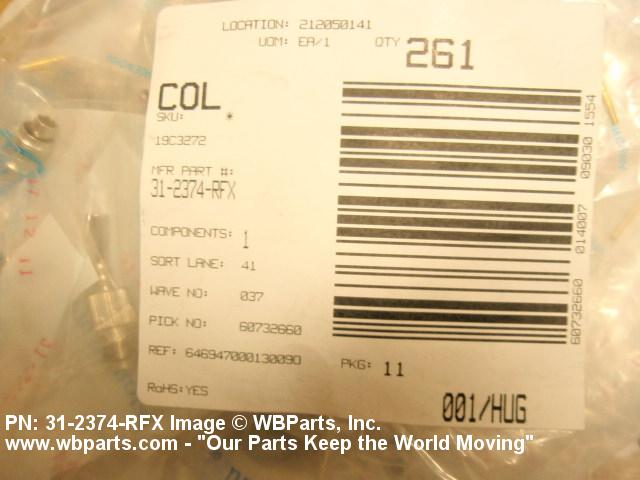 LOCATION: 212050141
UOM: EA/1 QTY 261
COL
SKU: *
19C3272
MFR PART #:
31-2374-RFX
COMPONENTS: 1
SORT LANE: 41
WAVE NO: 037
PICK NO: 60732660
REF: 646947000130090
PKG: 11
RoHS:YES
001/HUG
09030 1554
014007
60732660
PN: 31-2374-RFX Image © WBParts, Inc.
www.wbparts.com - "Our Parts Keep the World Moving"